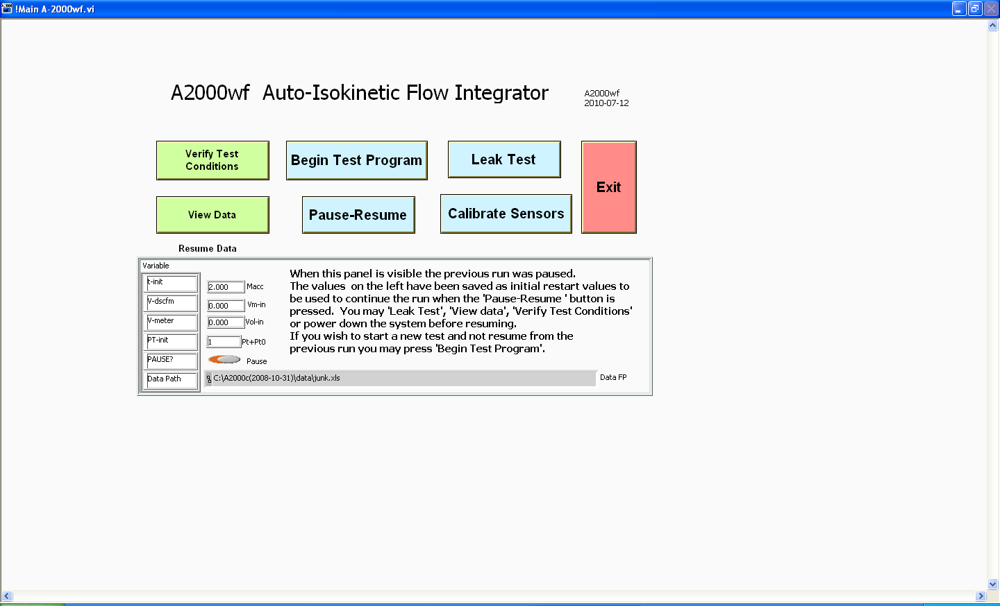 !Main A-2000wf.vi
A2000wf  Auto-Isokinetic Flow Integrator
A2000wf
2010-07-12
Verify Test
Conditions
Begin Test Program
Leak Test
Exit
View Data
Pause-Resume
Calibrate Sensors
Resume Data
Variable
t-init
V-dscfm
V-meter
PT-init
PAUSE?
Data Path
2.000 Macc
0.000 Vm-in
0.000 Vol-in
1 Pt+Pt0
Pause
C:\A2000c(2008-10-31)\data\junk.xls
Data FP
When this panel is visible the previous run was paused.
The values  on the left have been saved as initial restart values to
be used to continue the run when the 'Pause-Resume ' button is
pressed.  You may 'Leak Test', 'View data', 'Verify Test Conditions'
or power down the system before resuming.
If you wish to start a new test and not resume from the
previous run you may press 'Begin Test Program'.